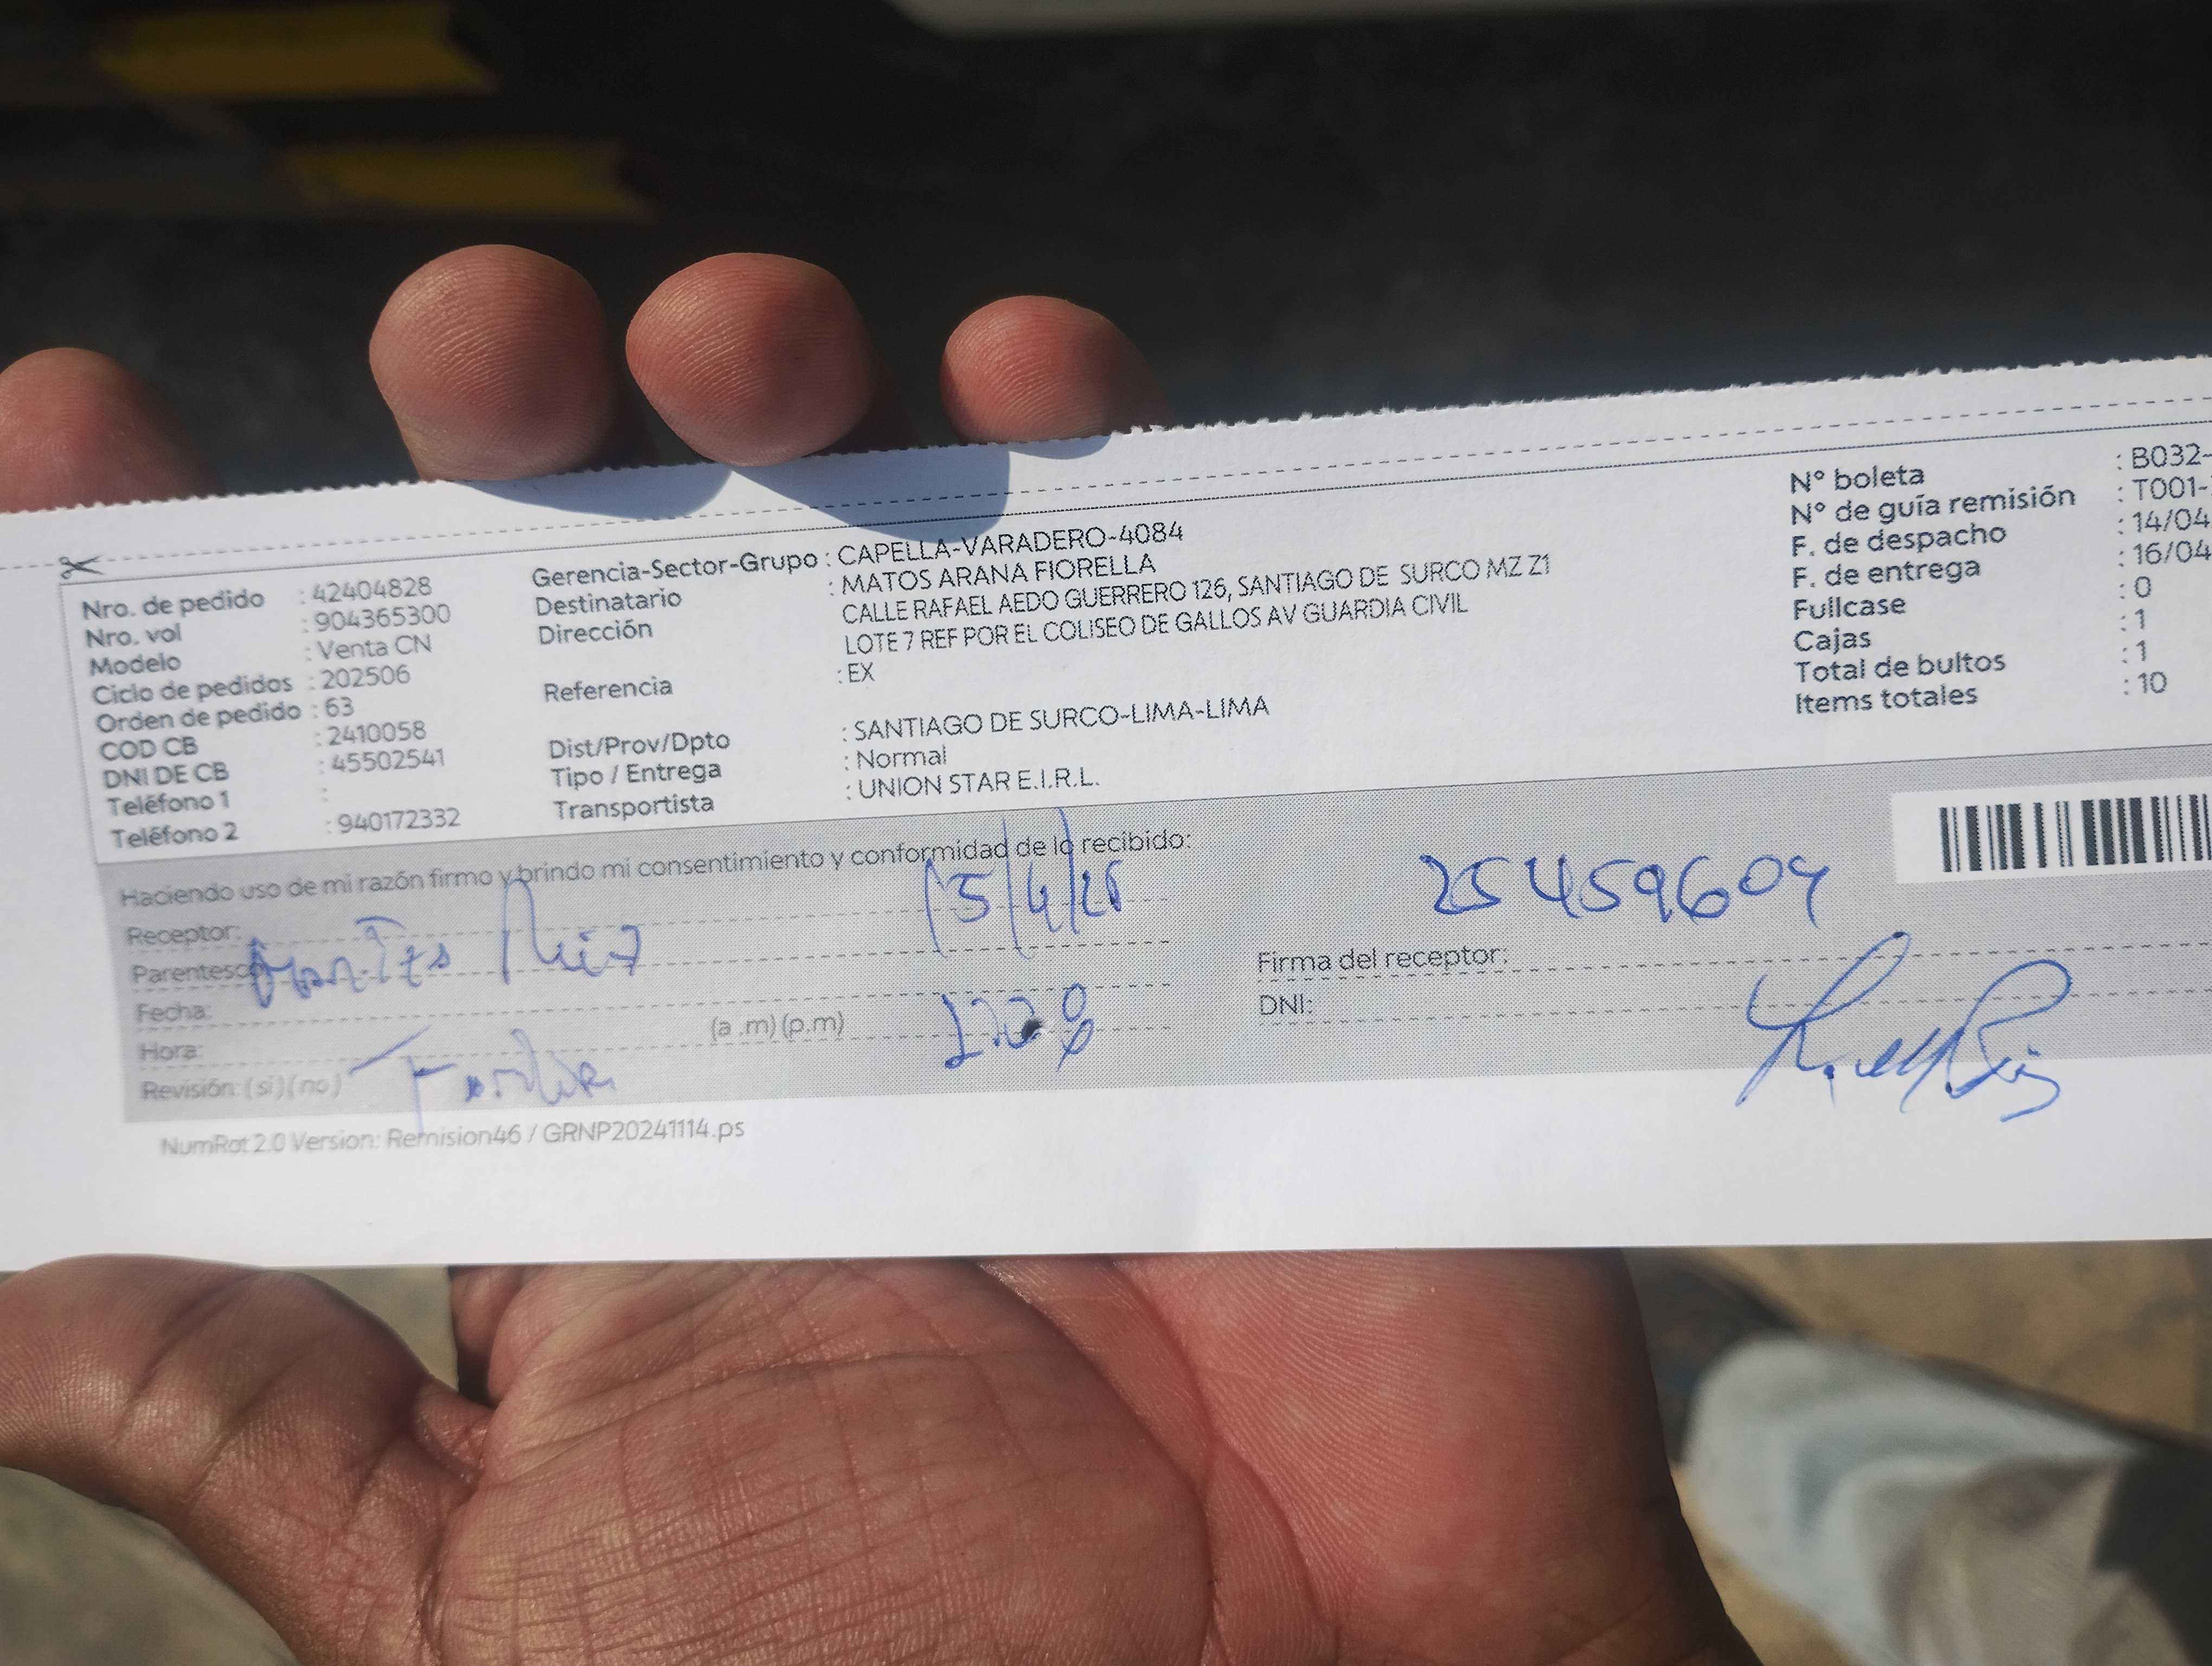 Nro. de pedido : 42404828
Nro. vol : 904365300
Modelo : Venta CN
Ciclo de pedidos : 202506
Orden de pedido : 63
COD CB : 2410058
DNI DE CB : 45502541
Teléfono 1 :
Teléfono 2 : 940172332
Gerencia-Sector-Grupo : CAPELLA-VARADERO-4084
Destinatario : MATOS ARANA FIORELLA
Dirección CALLE RAFAEL AEDO GUERRERO 126, SANTIAGO DE SURCO MZ Z1
LOTE 7 REF POR EL COLISEO DE GALLOS AV GUARDIA CIVIL
Referencia : EX
Dist/Prov/Dpto : SANTIAGO DE SURCO-LIMA-LIMA
Tipo / Entrega : Normal
Transportista : UNION STAR E.I.R.L.
N° boleta : B032-
N° de guía remisión : T001-
F. de despacho : 14/04
F. de entrega : 16/04
Fullcase : 0
Cajas : 1
Total de bultos : 1
Items totales : 10
Haciendo uso de mi razón firmo y brindo mi consentimiento y conformidad de lo recibido:
Receptor:
Parentesco Ruiz
Fecha: 15/4/25
Hora: (a.m)(p.m)
Revisión: (si)(no)
25459604
Firma del receptor:
DNI:
NumRot 2.0 Version: Remision46 / GRNP20241114.ps